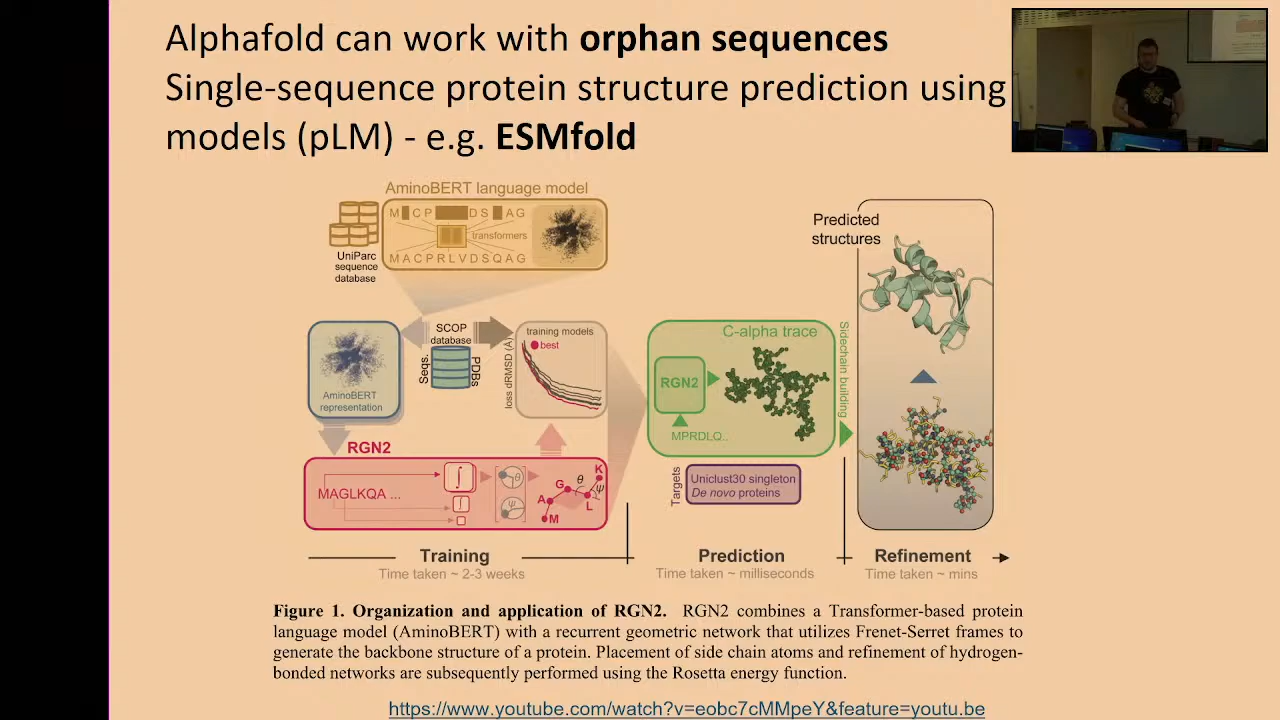 Alphafold can work with orphan sequences
Single-sequence protein structure prediction using
models (pLM) - e.g. ESMfold
AminoBERT language model
M CP DS AG
transformers
MACPRLVDSQAG
UniParc
sequence
database
SCOP
database
Seqs.
PDBs
AminoBERT
representation
training models
best
loss dRMSD (Å)
RGN2
MAGLKQA ...
∫
∫
θ
ψ
M
A
G
L
K
θ
ψ
C-alpha trace
RGN2
MPRDLQ..
Sidechain building
Targets
Uniclust30 singleton
De novo proteins
Predicted
structures
Training
Time taken ~ 2-3 weeks
Prediction
Time taken ~ milliseconds
Refinement
Time taken ~ mins
Figure 1. Organization and application of RGN2. RGN2 combines a Transformer-based protein
language model (AminoBERT) with a recurrent geometric network that utilizes Frenet-Serret frames to
generate the backbone structure of a protein. Placement of side chain atoms and refinement of hydrogen-
bonded networks are subsequently performed using the Rosetta energy function.
https://www.youtube.com/watch?v=eobc7cMMpeY&feature=youtu.be